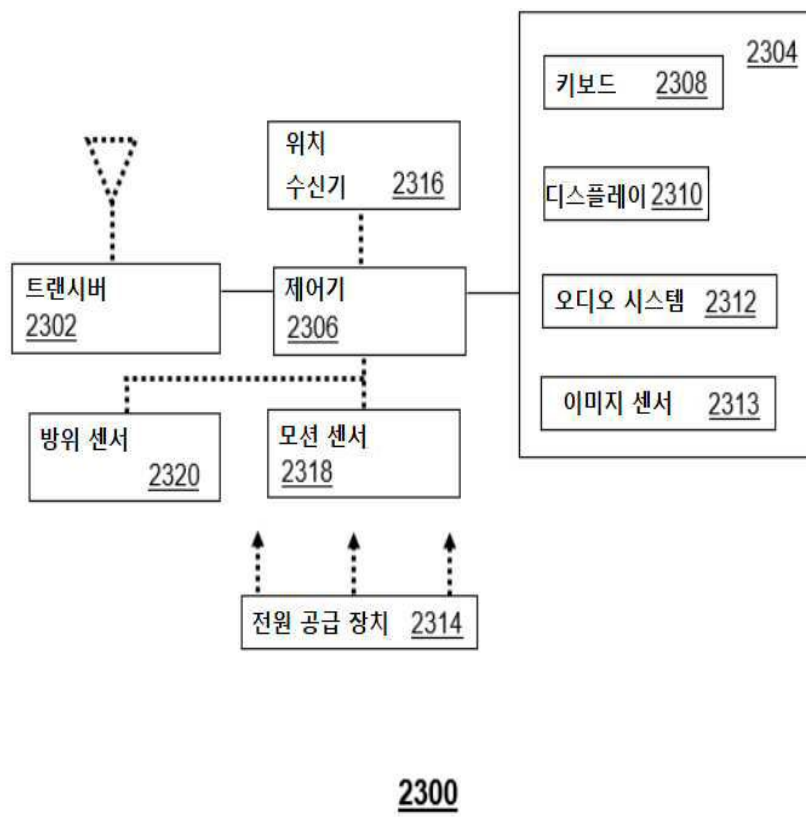 2304
키보드 2308
디스플레이 2310
오디오 시스템 2312
이미지 센서 2313
위치
수신기 2316
트랜시버
2302
제어기
2306
방위 센서
2320
모션 센서
2318
전원 공급 장치 2314
2300